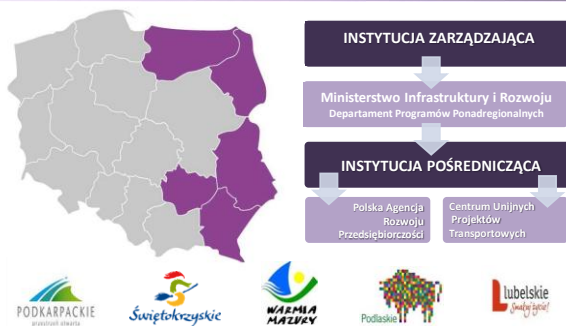 INSTYTUCJA ZARZĄDZAJĄCA
Ministerstwo Infrastruktury i Rozwoju
Departament Programów Ponadregionalnych
INSTYTUCJA POŚREDNICZĄCA
Polska Agencja
Rozwoju
Przedsiębiorczości
Centrum Unijnych
Projektów
Transportowych
PODKARPACKIE
przestrzeń otwarta
Świętokrzyskie
WARMIA
MAZURY
Podlaskie
Lubelskie
Smakuj życie!